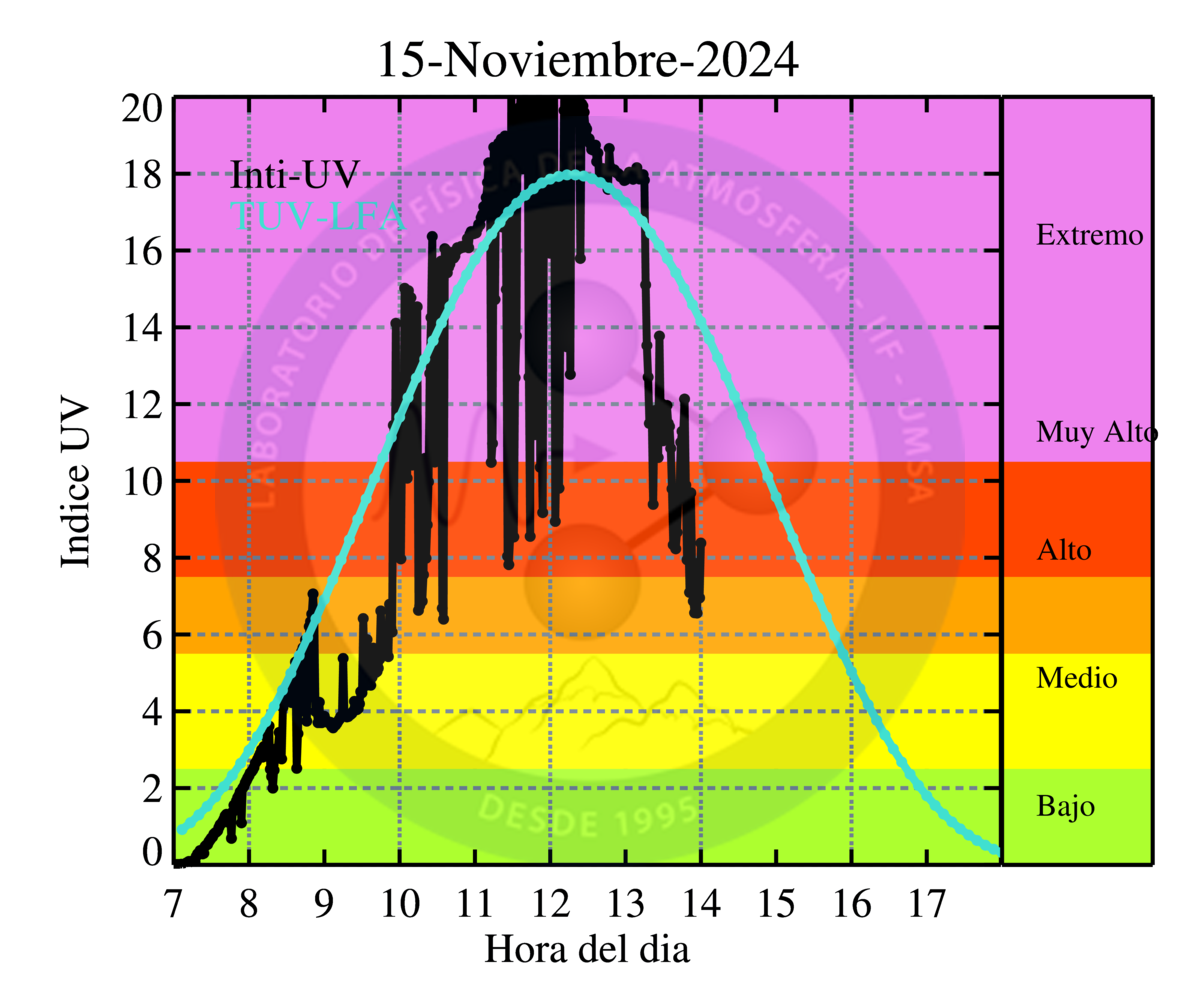 15-Noviembre-2024
Inti-UV
TUV-LFA
Indice UV
20
18
16
14
12
10
8
6
4
2
0
7 8 9 10 11 12 13 14 15 16 17
Hora del dia
Extremo
Muy Alto
Alto
Medio
Bajo
LABORATORIO DE FÍSICA DE LA ATMÓSFERA - IIF - UMSA
DESDE 1995